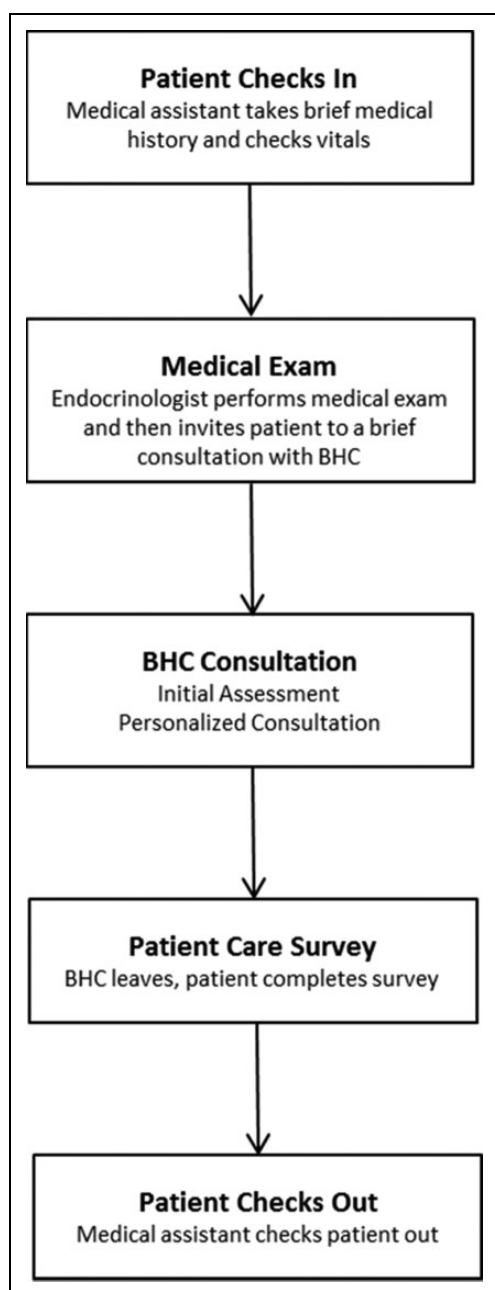 Patient Checks In
Medical assistant takes brief medical
history and checks vitals
Medical Exam
Endocrinologist performs medical exam
and then invites patient to a brief
consultation with BHC
BHC Consultation
Initial Assessment
Personalized Consultation
Patient Care Survey
BHC leaves, patient completes survey
Patient Checks Out
Medical assistant checks patient out